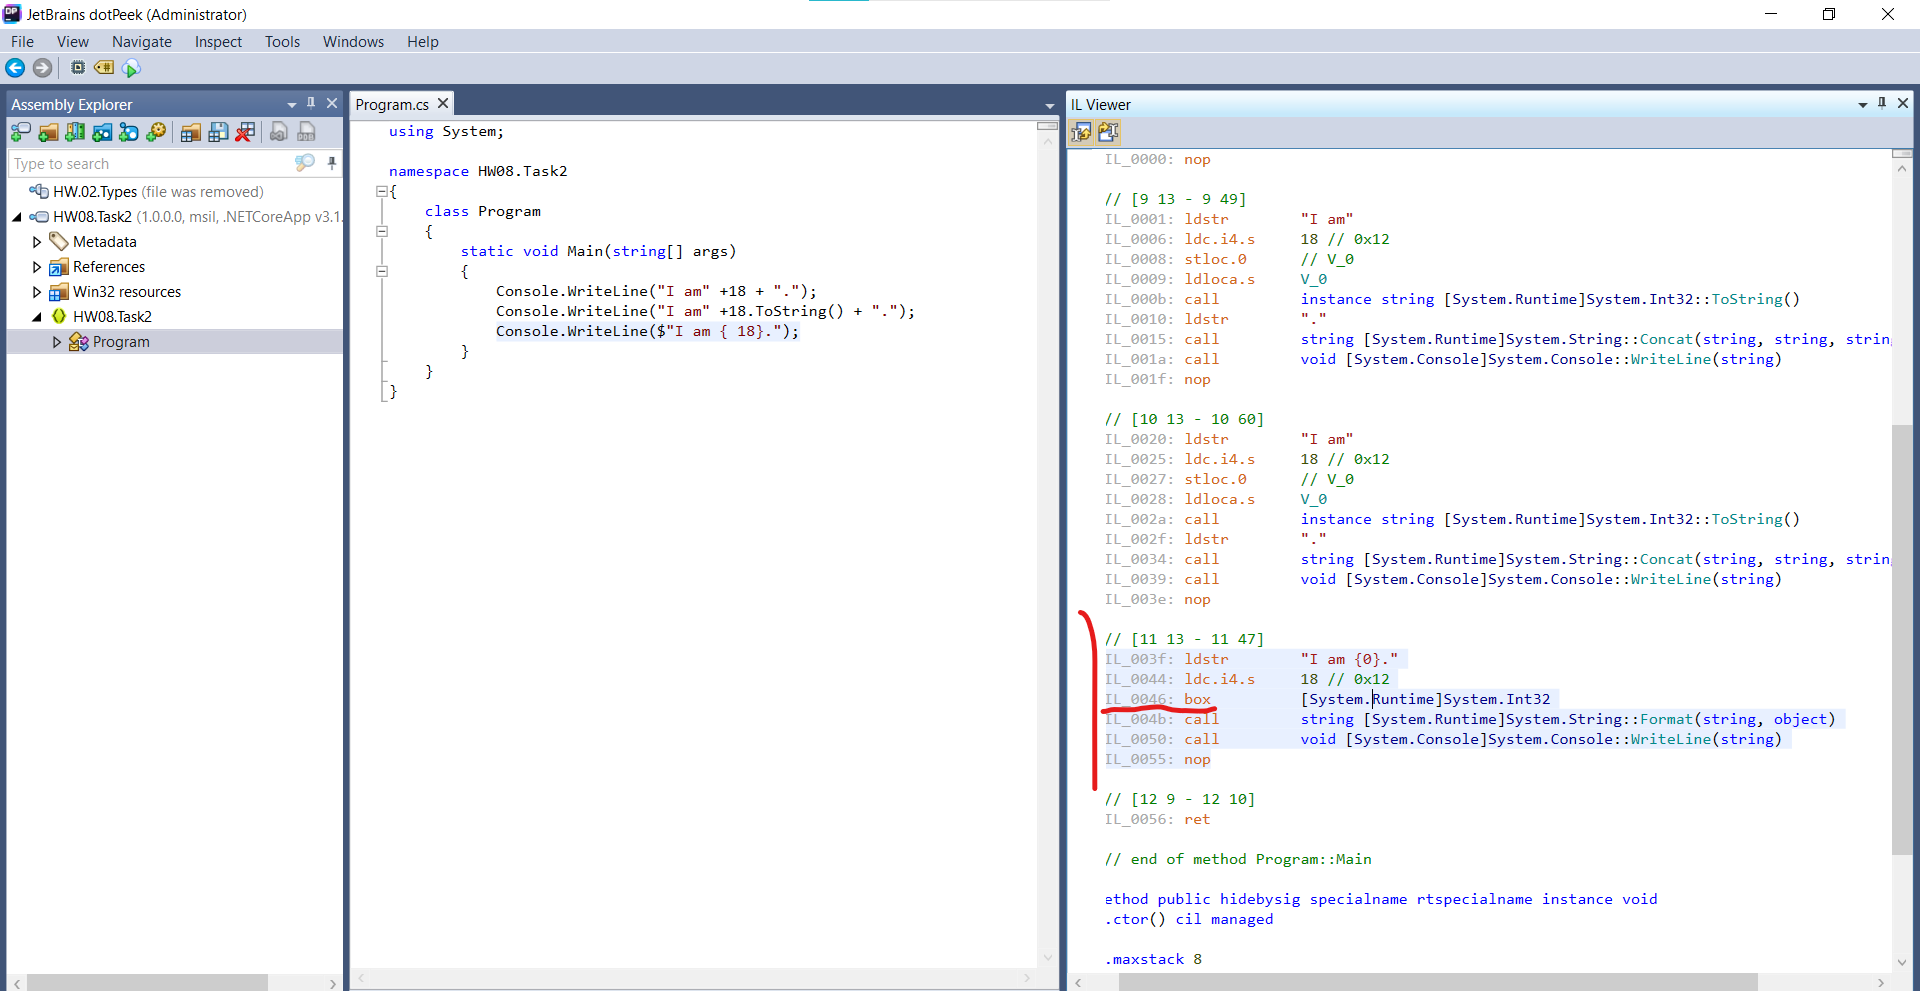 JetBrains dotPeek (Administrator)
File View Navigate Inspect Tools Windows Help
Assembly Explorer
Type to search
HW.02.Types (file was removed)
HW08.Task2 (1.0.0.0, msil, .NETCoreApp v3.1.
Metadata
References
Win32 resources
HW08.Task2
Program
Program.cs
using System;
namespace HW08.Task2
{
class Program
{
static void Main(string[] args)
{
Console.WriteLine("I am" +18 + ".");
Console.WriteLine("I am" +18.ToString() + ".");
Console.WriteLine($"I am { 18}.");
}
}
}
IL Viewer
IL_0000: nop
// [9 13 - 9 49]
IL_0001: ldstr "I am"
IL_0006: ldc.i4.s 18 // 0x12
IL_0008: stloc.0 // V_0
IL_0009: ldloca.s V_0
IL_000b: call instance string [System.Runtime]System.Int32::ToString()
IL_0010: ldstr "."
IL_0015: call string [System.Runtime]System.String::Concat(string, string, strin
IL_001a: call void [System.Console]System.Console::WriteLine(string)
IL_001f: nop
// [10 13 - 10 60]
IL_0020: ldstr "I am"
IL_0025: ldc.i4.s 18 // 0x12
IL_0027: stloc.0 // V_0
IL_0028: ldloca.s V_0
IL_002a: call instance string [System.Runtime]System.Int32::ToString()
IL_002f: ldstr "."
IL_0034: call string [System.Runtime]System.String::Concat(string, string, strin
IL_0039: call void [System.Console]System.Console::WriteLine(string)
IL_003e: nop
// [11 13 - 11 47]
IL_003f: ldstr "I am {0}."
IL_0044: ldc.i4.s 18 // 0x12
IL_0046: box [System.Runtime]System.Int32
IL_004b: call string [System.Runtime]System.String::Format(string, object)
IL_0050: call void [System.Console]System.Console::WriteLine(string)
IL_0055: nop
// [12 9 - 12 10]
IL_0056: ret
// end of method Program::Main
ethod public hidebysig specialname rtspecialname instance void
.ctor() cil managed
.maxstack 8